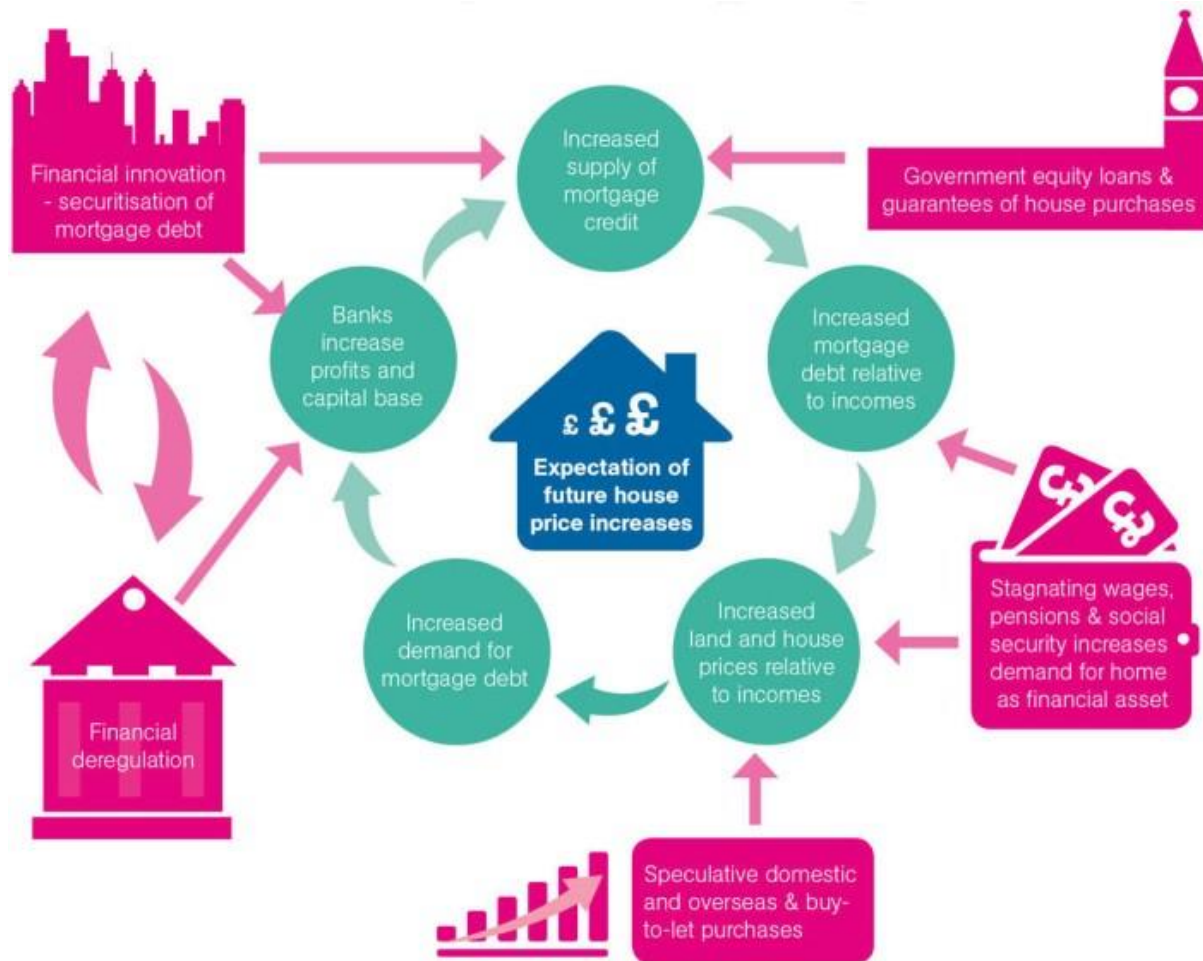 Financial innovation
- securitisation of
mortgage debt
Increased
supply of
mortgage
credit
Government equity loans &
guarantees of house purchases
Banks
increase
profits and
capital base
Increased
mortgage
debt relative
to incomes
£ £ £
Expectation of
future house
price increases
£ £
Stagnating wages,
pensions & social
security increases
demand for home
as financial asset
Increased
land and house
prices relative
to incomes
Increased
demand for
mortgage debt
Financial
deregulation
Speculative domestic
and overseas & buy-
to-let purchases